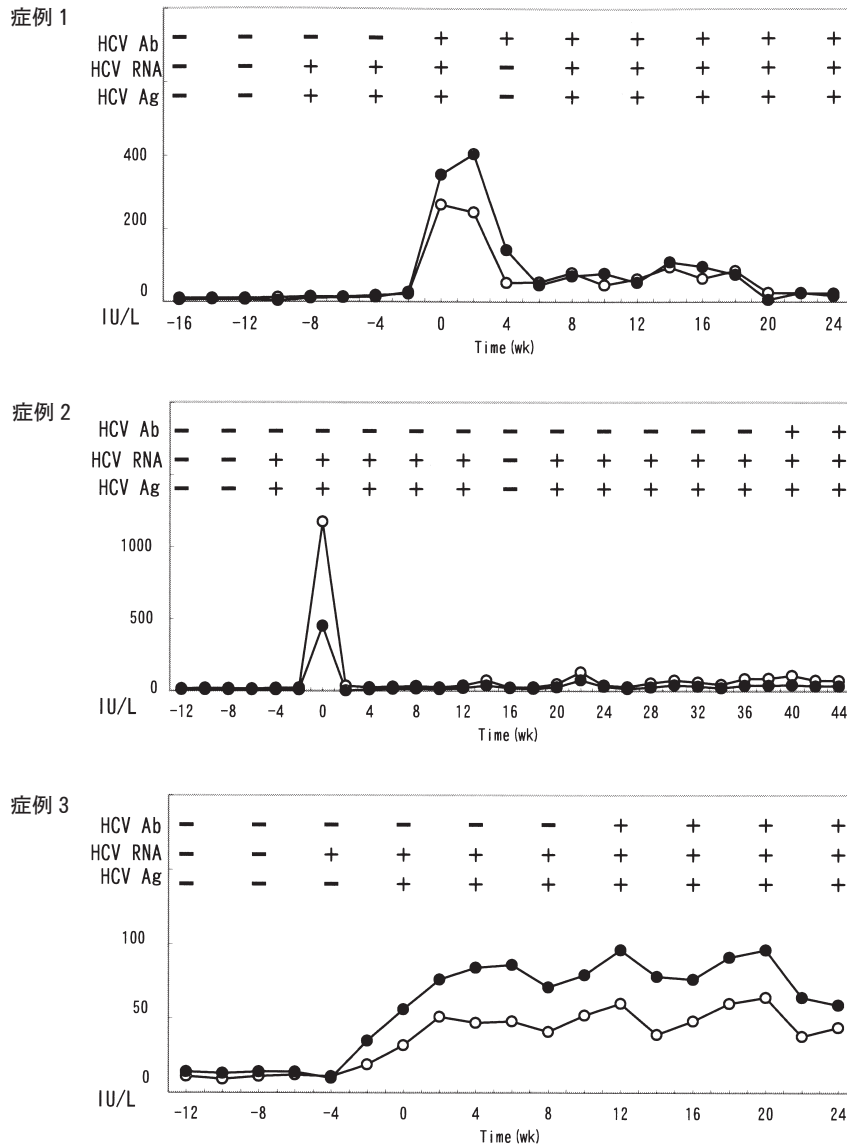 症例 1
HCV Ab − − − − + + + + + + +
HCV RNA − − + + + − + + + + +
HCV Ag − − + + + − + + + + +
400
200
0
IU/L
-16 -12 -8 -4 0 4 8 12 16 20 24
Time(wk)
症例 2
HCV Ab − − − − − − − − − − − − − + +
HCV RNA − − + + + + + − + + + + + + +
HCV Ag − − + + + + + − + + + + + + +
1000
500
0
IU/L
-12 -8 -4 0 4 8 12 16 20 24 28 32 36 40 44
Time(wk)
症例 3
HCV Ab − − − − − − + + + +
HCV RNA − − + + + + + + + +
HCV Ag − − − + + + + + + +
100
50
0
IU/L
-12 -8 -4 0 4 8 12 16 20 24
Time(wk)